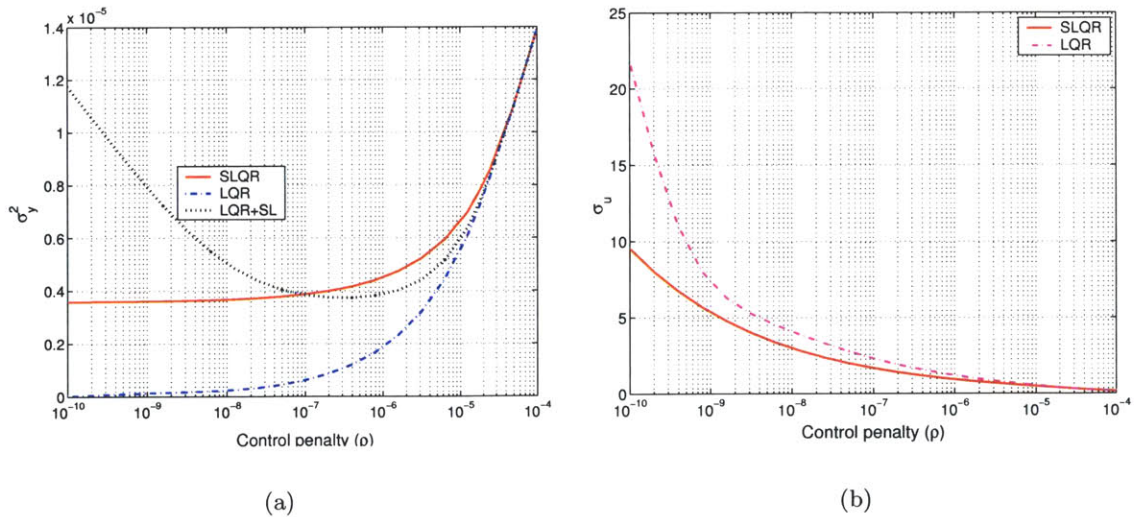 x 10⁻⁵
1.4
1.2
1
0.8
0.6
0.4
0.2
0
σ_y^2
SLQR
LQR
LQR+SL
10⁻¹⁰ 10⁻⁹ 10⁻⁸ 10⁻⁷ 10⁻⁶ 10⁻⁵ 10⁻⁴
Control penalty (ρ)
(a)
25
20
15
10
5
0
σ_u
SLQR
LQR
10⁻¹⁰ 10⁻⁹ 10⁻⁸ 10⁻⁷ 10⁻⁶ 10⁻⁵ 10⁻⁴
Control penalty (ρ)
(b)